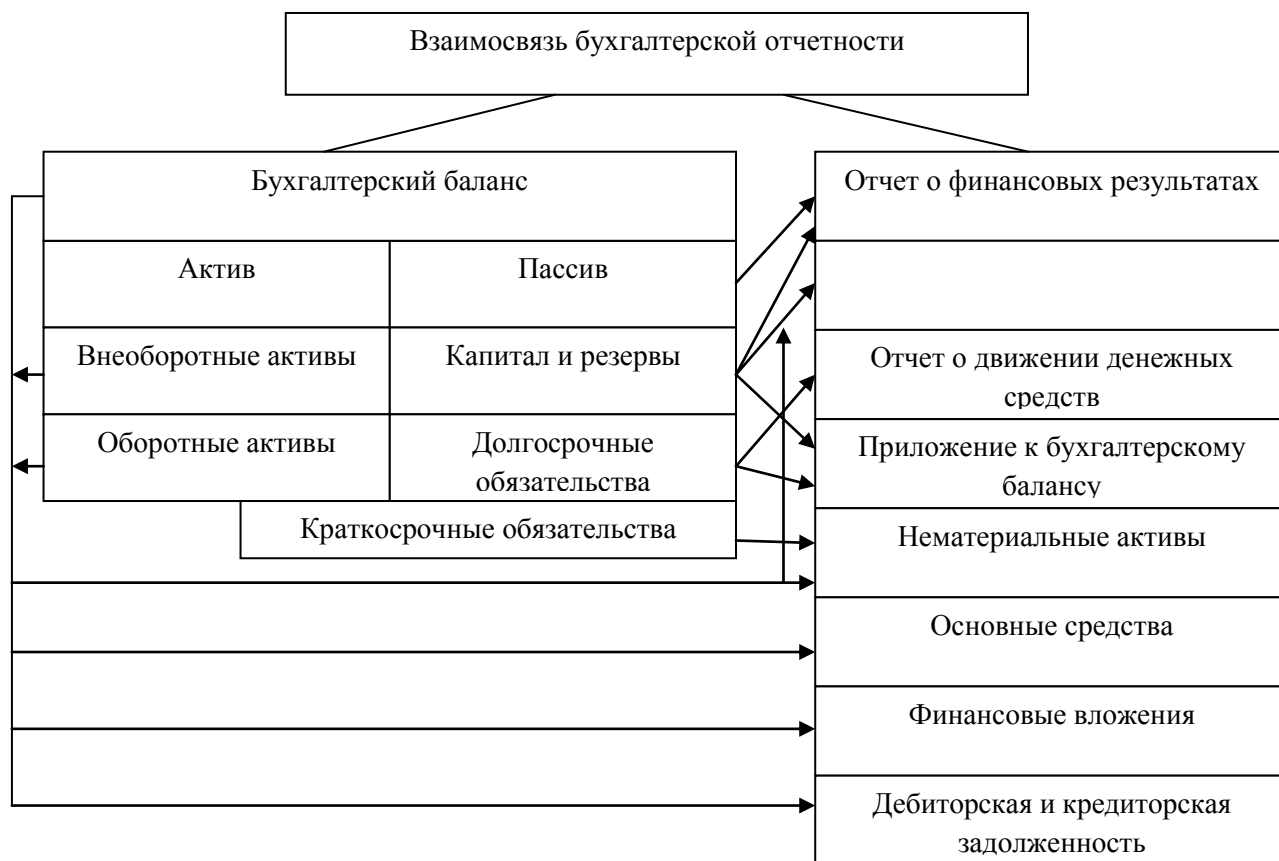 Взаимосвязь бухгалтерской отчетности
Бухгалтерский баланс
Актив
Пассив
Внеоборотные активы
Капитал и резервы
Оборотные активы
Долгосрочные
обязательства
Краткосрочные обязательства
Отчет о финансовых результатах
Отчет о движении денежных
средств
Приложение к бухгалтерскому
балансу
Нематериальные активы
Основные средства
Финансовые вложения
Дебиторская и кредиторская
задолженность